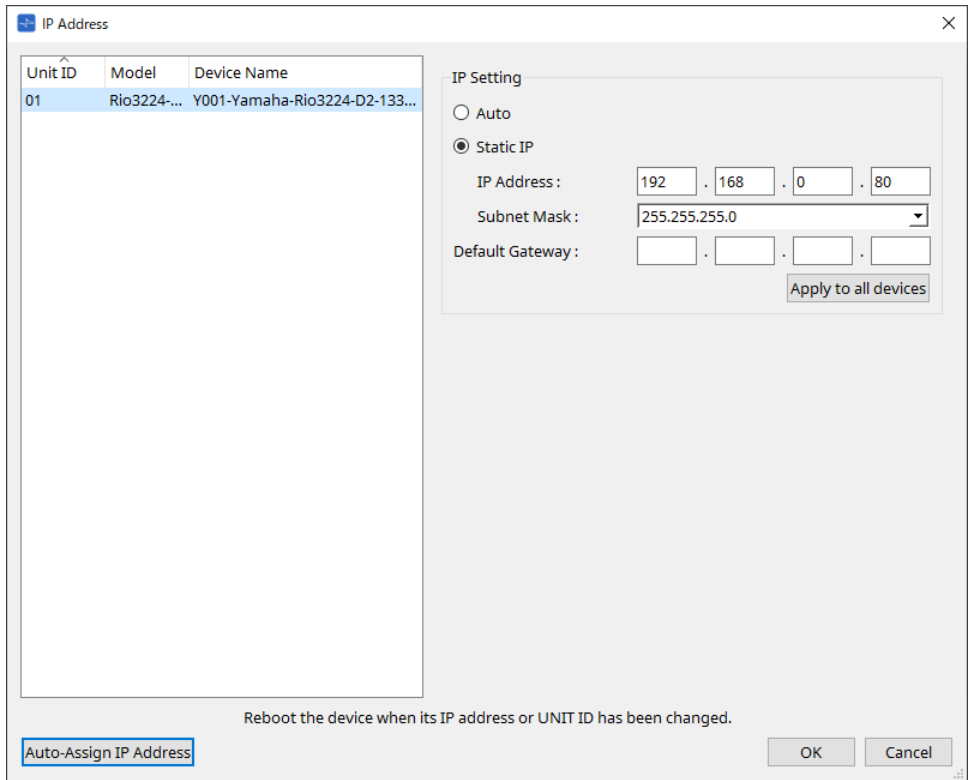 IP Address
Unit ID Model Device Name
01 Rio3224-... Y001-Yamaha-Rio3224-D2-133...
IP Setting
Auto
Static IP
IP Address : 192 . 168 . 0 . 80
Subnet Mask : 255.255.255.0
Default Gateway : . . .
Apply to all devices
Reboot the device when its IP address or UNIT ID has been changed.
Auto-Assign IP Address OK Cancel